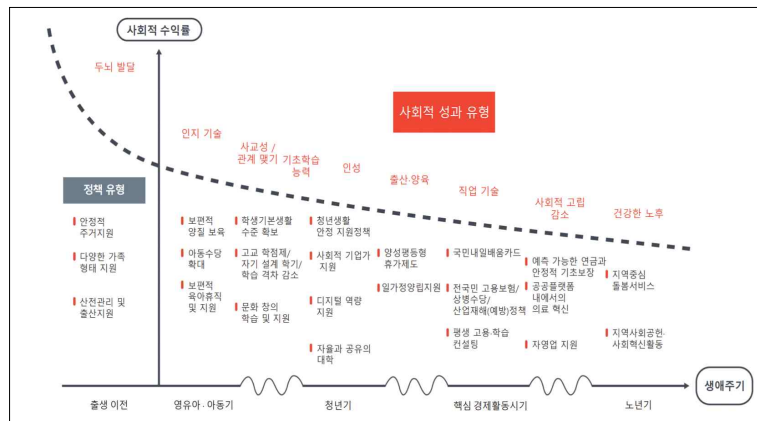 사회적 수익률
두뇌 발달
사회적 성과 유형
인지 기술
사교성 /
관계 맺기
기초학습
능력
인성
출산·양육
직업 기술
사회적 고립
감소
건강한 노후
정책 유형
안정적
주거지원
다양한 가족
형태 지원
산전관리 및
출산지원
보편적
양질 보육
아동수당
확대
보편적
육아휴직
및 지원
학생기본생활
수준 확보
고교 학점제/
자기 설계 학기/
학습 격차 감소
문화 창의
학습 및 지원
청년생활
안정 지원정책
사회적 기업가
지원
디지털 역량
지원
자율과 공유의
대학
양성평등형
휴가제도
일가정양립지원
국민내일배움카드
전국민 고용보험/
상병수당/
산업재해(예방)정책
평생 고용·학습
컨설팅
예측 가능한 연금과
안정적 기초보장
공공플랫폼
내에서의
의료 혁신
자영업 지원
지역중심
돌봄서비스
지역사회공헌·
사회혁신활동
생애주기
출생 이전
영유아·아동기
청년기
핵심 경제활동시기
노년기